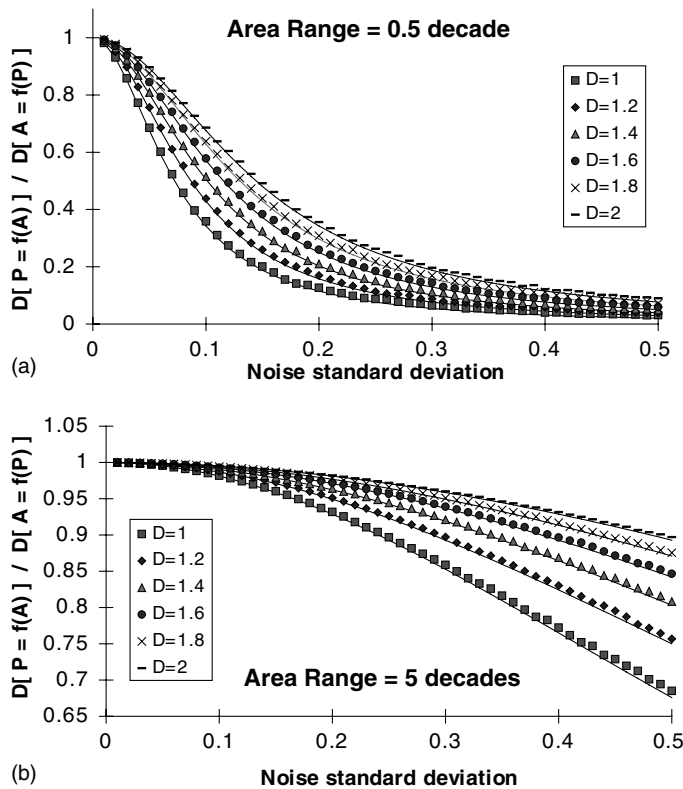 Area Range = 0.5 decade
D[ P = f(A)] / D[ A = f(P) ]
1
0.8
0.6
0.4
0.2
0
D=1
D=1.2
D=1.4
D=1.6
D=1.8
D=2
0 0.1 0.2 0.3 0.4 0.5
Noise standard deviation
(a)
D[ P = f(A)] / D[ A = f(P) ]
1.05
1
0.95
0.9
0.85
0.8
0.75
0.7
0.65
D=1
D=1.2
D=1.4
D=1.6
D=1.8
D=2
Area Range = 5 decades
0 0.1 0.2 0.3 0.4 0.5
Noise standard deviation
(b)